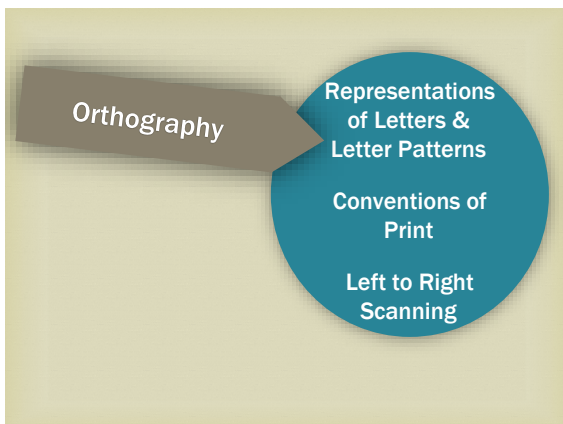 Orthography
Representations
of Letters &
Letter Patterns
Conventions of
Print
Left to Right
Scanning